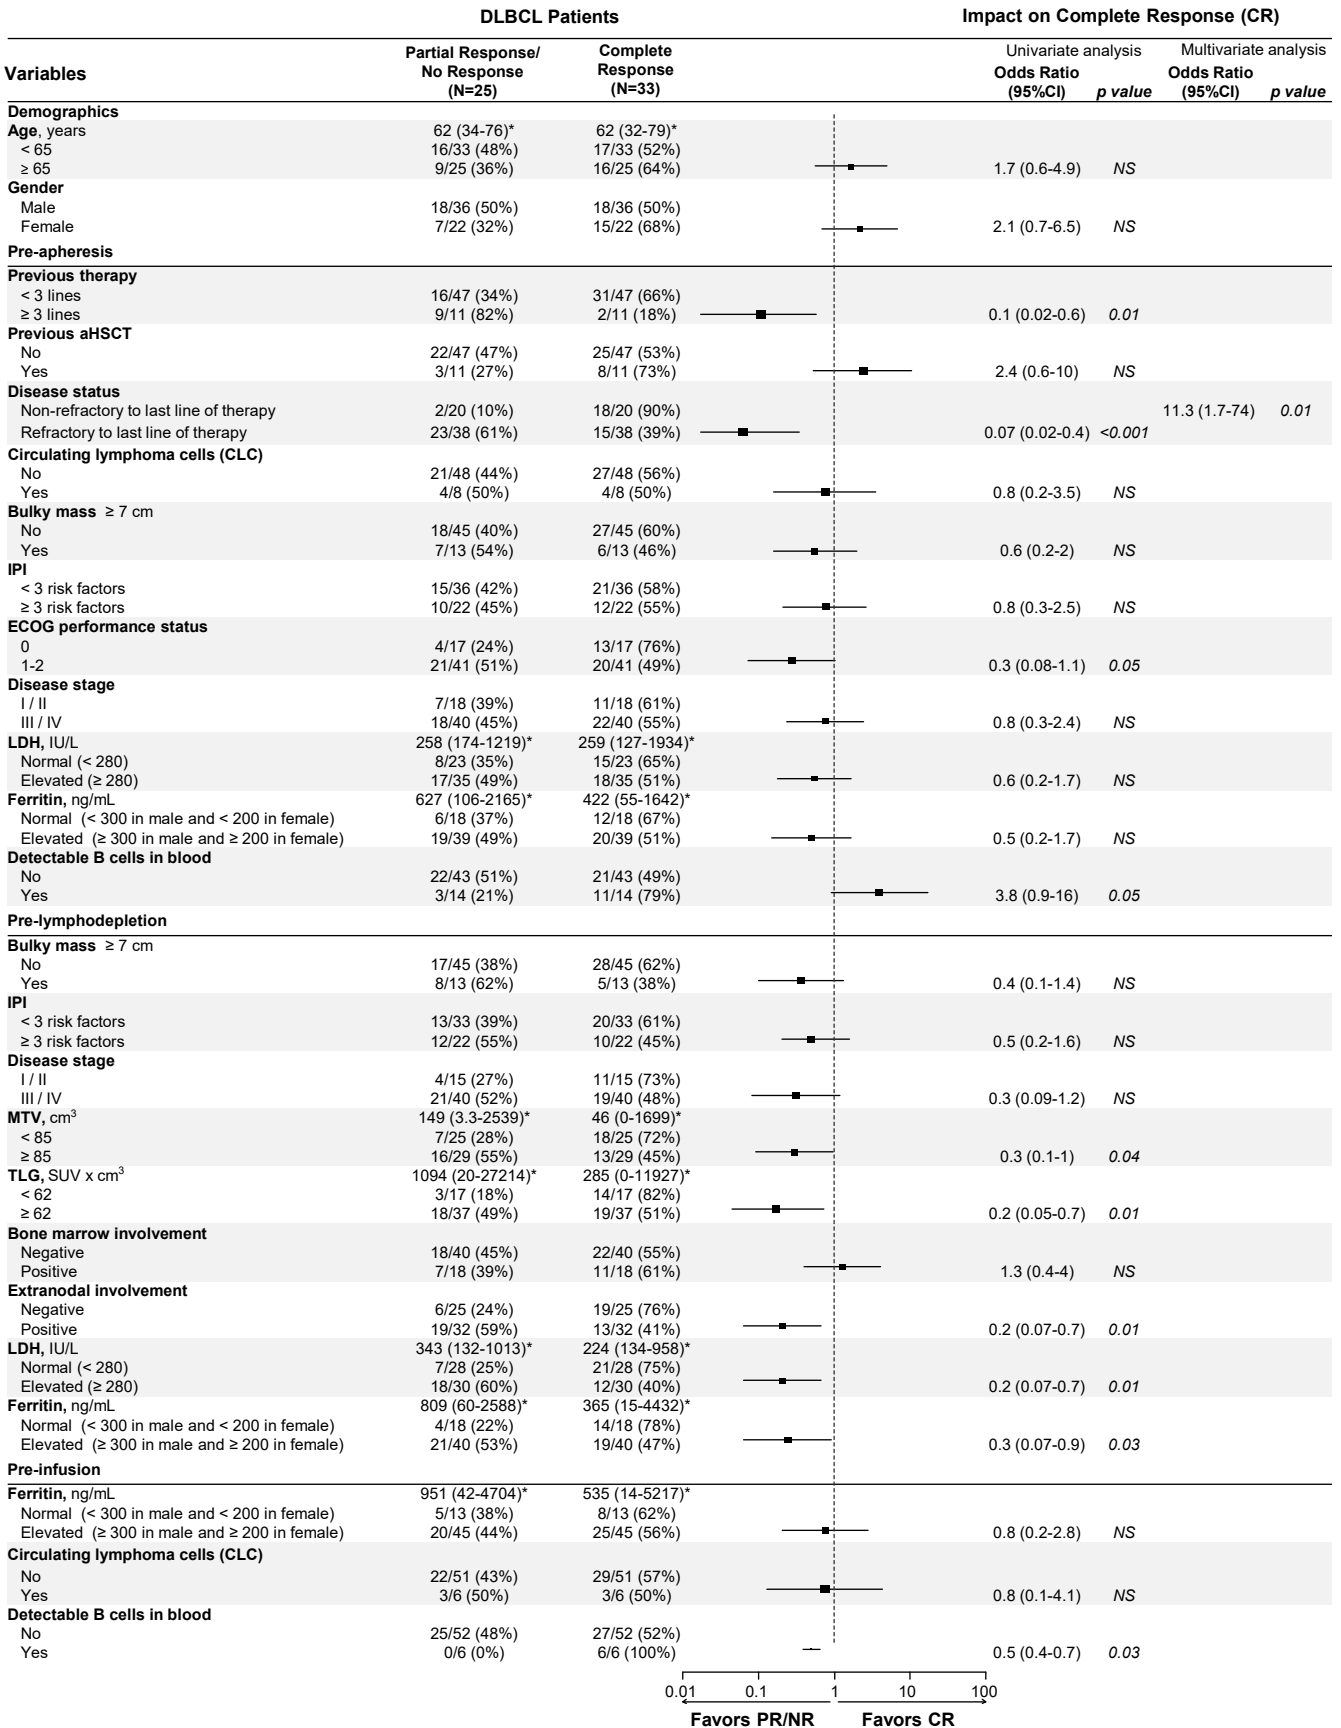 DLBCL Patients Impact on Complete Response (CR)
Variables Partial Response/ No Response (N=25) Complete Response (N=33) Univariate analysis Odds Ratio (95%CI) p value Multivariate analysis Odds Ratio (95%CI) p value
Demographics
Age, years 62 (34-76)* 62 (32-79)*
< 65 16/33 (48%) 17/33 (52%)
≥ 65 9/25 (36%) 16/25 (64%) 1.7 (0.6-4.9) NS
Gender
Male 18/36 (50%) 18/36 (50%)
Female 7/22 (32%) 15/22 (68%) 2.1 (0.7-6.5) NS
Pre-apheresis
Previous therapy
< 3 lines 16/47 (34%) 31/47 (66%)
≥ 3 lines 9/11 (82%) 2/11 (18%) 0.1 (0.02-0.6) 0.01
Previous aHSCT
No 22/47 (47%) 25/47 (53%)
Yes 3/11 (27%) 8/11 (73%) 2.4 (0.6-10) NS
Disease status
Non-refractory to last line of therapy 2/20 (10%) 18/20 (90%) 11.3 (1.7-74) 0.01
Refractory to last line of therapy 23/38 (61%) 15/38 (39%) 0.07 (0.02-0.4) <0.001
Circulating lymphoma cells (CLC)
No 21/48 (44%) 27/48 (56%)
Yes 4/8 (50%) 4/8 (50%) 0.8 (0.2-3.5) NS
Bulky mass ≥ 7 cm
No 18/45 (40%) 27/45 (60%)
Yes 7/13 (54%) 6/13 (46%) 0.6 (0.2-2) NS
IPI
< 3 risk factors 15/36 (42%) 21/36 (58%)
≥ 3 risk factors 10/22 (45%) 12/22 (55%) 0.8 (0.3-2.5) NS
ECOG performance status
0 4/17 (24%) 13/17 (76%)
1-2 21/41 (51%) 20/41 (49%) 0.3 (0.08-1.1) 0.05
Disease stage
I / II 7/18 (39%) 11/18 (61%)
III / IV 18/40 (45%) 22/40 (55%) 0.8 (0.3-2.4) NS
LDH, IU/L 258 (174-1219)* 259 (127-1934)*
Normal (< 280) 8/23 (35%) 15/23 (65%)
Elevated (≥ 280) 17/35 (49%) 18/35 (51%) 0.6 (0.2-1.7) NS
Ferritin, ng/mL 627 (106-2165)* 422 (55-1642)*
Normal (< 300 in male and < 200 in female) 6/18 (37%) 12/18 (67%)
Elevated (≥ 300 in male and ≥ 200 in female) 19/39 (49%) 20/39 (51%) 0.5 (0.2-1.7) NS
Detectable B cells in blood
No 22/43 (51%) 21/43 (49%)
Yes 3/14 (21%) 11/14 (79%) 3.8 (0.9-16) 0.05
Pre-lymphodepletion
Bulky mass ≥ 7 cm
No 17/45 (38%) 28/45 (62%)
Yes 8/13 (62%) 5/13 (38%) 0.4 (0.1-1.4) NS
IPI
< 3 risk factors 13/33 (39%) 20/33 (61%)
≥ 3 risk factors 12/22 (55%) 10/22 (45%) 0.5 (0.2-1.6) NS
Disease stage
I / II 4/15 (27%) 11/15 (73%)
III / IV 21/40 (52%) 19/40 (48%) 0.3 (0.09-1.2) NS
MTV, cm³ 149 (3.3-2539)* 46 (0-1699)*
< 85 7/25 (28%) 18/25 (72%)
≥ 85 16/29 (55%) 13/29 (45%) 0.3 (0.1-1) 0.04
TLG, SUV x cm³ 1094 (20-27214)* 285 (0-11927)*
< 62 3/17 (18%) 14/17 (82%)
≥ 62 18/37 (49%) 19/37 (51%) 0.2 (0.05-0.7) 0.01
Bone marrow involvement
Negative 18/40 (45%) 22/40 (55%)
Positive 7/18 (39%) 11/18 (61%) 1.3 (0.4-4) NS
Extranodal involvement
Negative 6/25 (24%) 19/25 (76%)
Positive 19/32 (59%) 13/32 (41%) 0.2 (0.07-0.7) 0.01
LDH, IU/L 343 (132-1013)* 224 (134-958)*
Normal (< 280) 7/28 (25%) 21/28 (75%)
Elevated (≥ 280) 18/30 (60%) 12/30 (40%) 0.2 (0.07-0.7) 0.01
Ferritin, ng/mL 809 (60-2588)* 365 (15-4432)*
Normal (< 300 in male and < 200 in female) 4/18 (22%) 14/18 (78%)
Elevated (≥ 300 in male and ≥ 200 in female) 21/40 (53%) 19/40 (47%) 0.3 (0.07-0.9) 0.03
Pre-infusion
Ferritin, ng/mL 951 (42-4704)* 535 (14-5217)*
Normal (< 300 in male and < 200 in female) 5/13 (38%) 8/13 (62%)
Elevated (≥ 300 in male and ≥ 200 in female) 20/45 (44%) 25/45 (56%) 0.8 (0.2-2.8) NS
Circulating lymphoma cells (CLC)
No 22/51 (43%) 29/51 (57%)
Yes 3/6 (50%) 3/6 (50%) 0.8 (0.1-4.1) NS
Detectable B cells in blood
No 25/52 (48%) 27/52 (52%)
Yes 0/6 (0%) 6/6 (100%) 0.5 (0.4-0.7) 0.03
0.01 0.1 1 10 100
Favors PR/NR Favors CR